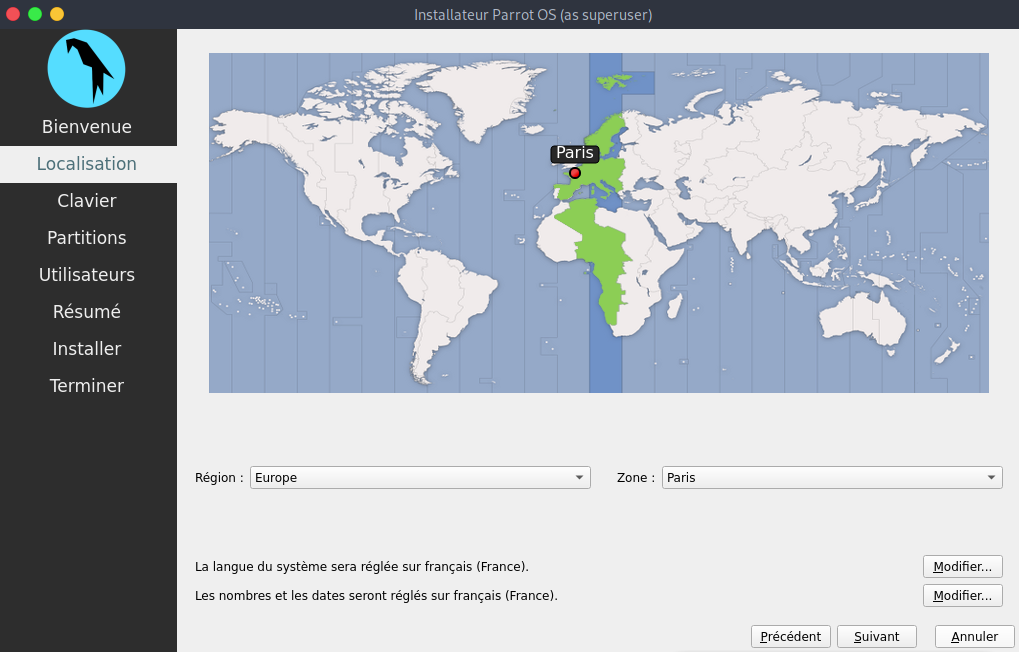 Installateur Parrot OS (as superuser)
Bienvenue
Localisation
Clavier
Partitions
Utilisateurs
Résumé
Installer
Terminer
Paris
Région : Europe Zone : Paris
La langue du système sera réglée sur français (France). Modifier...
Les nombres et les dates seront réglés sur français (France). Modifier...
Précédent Suivant Annuler